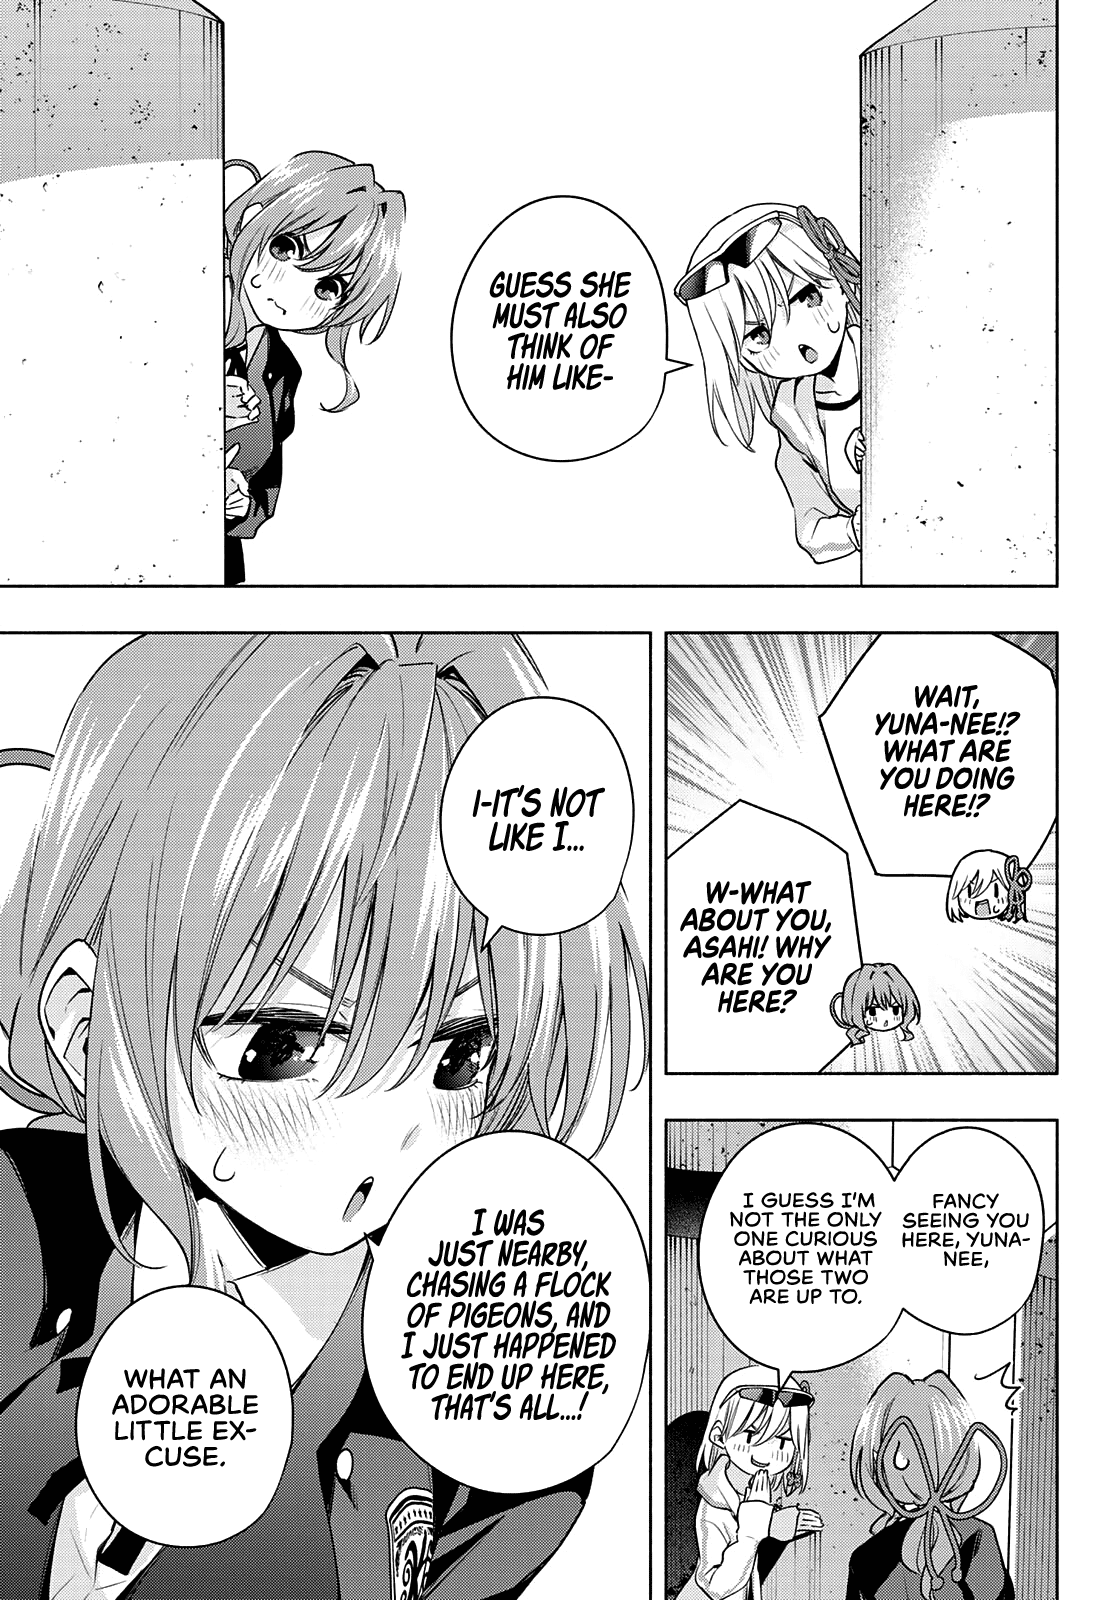 GUESS SHE
MUST ALSO
THINK OF
HIM LIKE-
WAIT,
YUNA-NEE!?
WHAT ARE
YOU DOING
HERE!?
W-WHAT
ABOUT YOU,
ASAHI! WHY
ARE YOU
HERE?
FANCY
SEEING YOU
HERE, YUNA-
NEE,
I GUESS I'M
NOT THE ONLY
ONE CURIOUS
ABOUT WHAT
THOSE TWO
ARE UP TO.
I-IT'S NOT
LIKE I...
I WAS
JUST NEARBY,
CHASING A FLOCK
OF PIGEONS, AND
I JUST HAPPENED
TO END UP HERE,
THAT'S ALL...!
WHAT AN
ADORABLE
LITTLE EX-
CUSE.